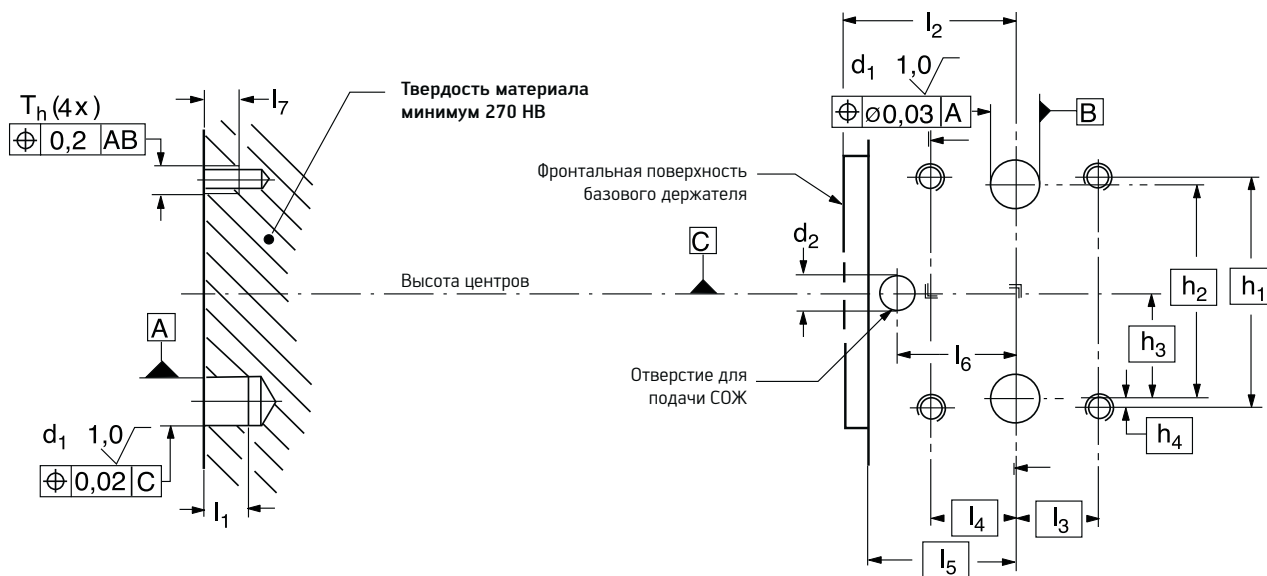 Th (4x)
⌖ 0,2 AB
l7
Твердость материала
минимум 270 НВ
A
d1 1,0
⌖ 0,02 C
l1
Высота центров
C
l2
d1 1,0
⌖ ⌀0,03 A
B
Фронтальная поверхность
базового держателя
d2
Отверстие для
подачи СОЖ
l6
h2
h1
h3
h4
l4
l3
l5